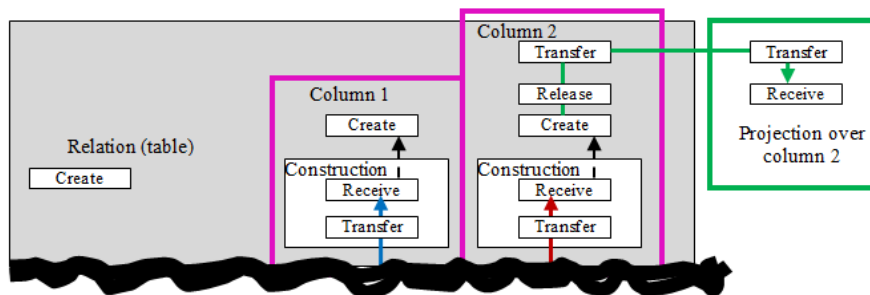 Relation (table)
Create
Column 1
Create
Construction
Receive
Transfer
Column 2
Transfer
Release
Create
Construction
Receive
Transfer
Transfer
Receive
Projection over
column 2